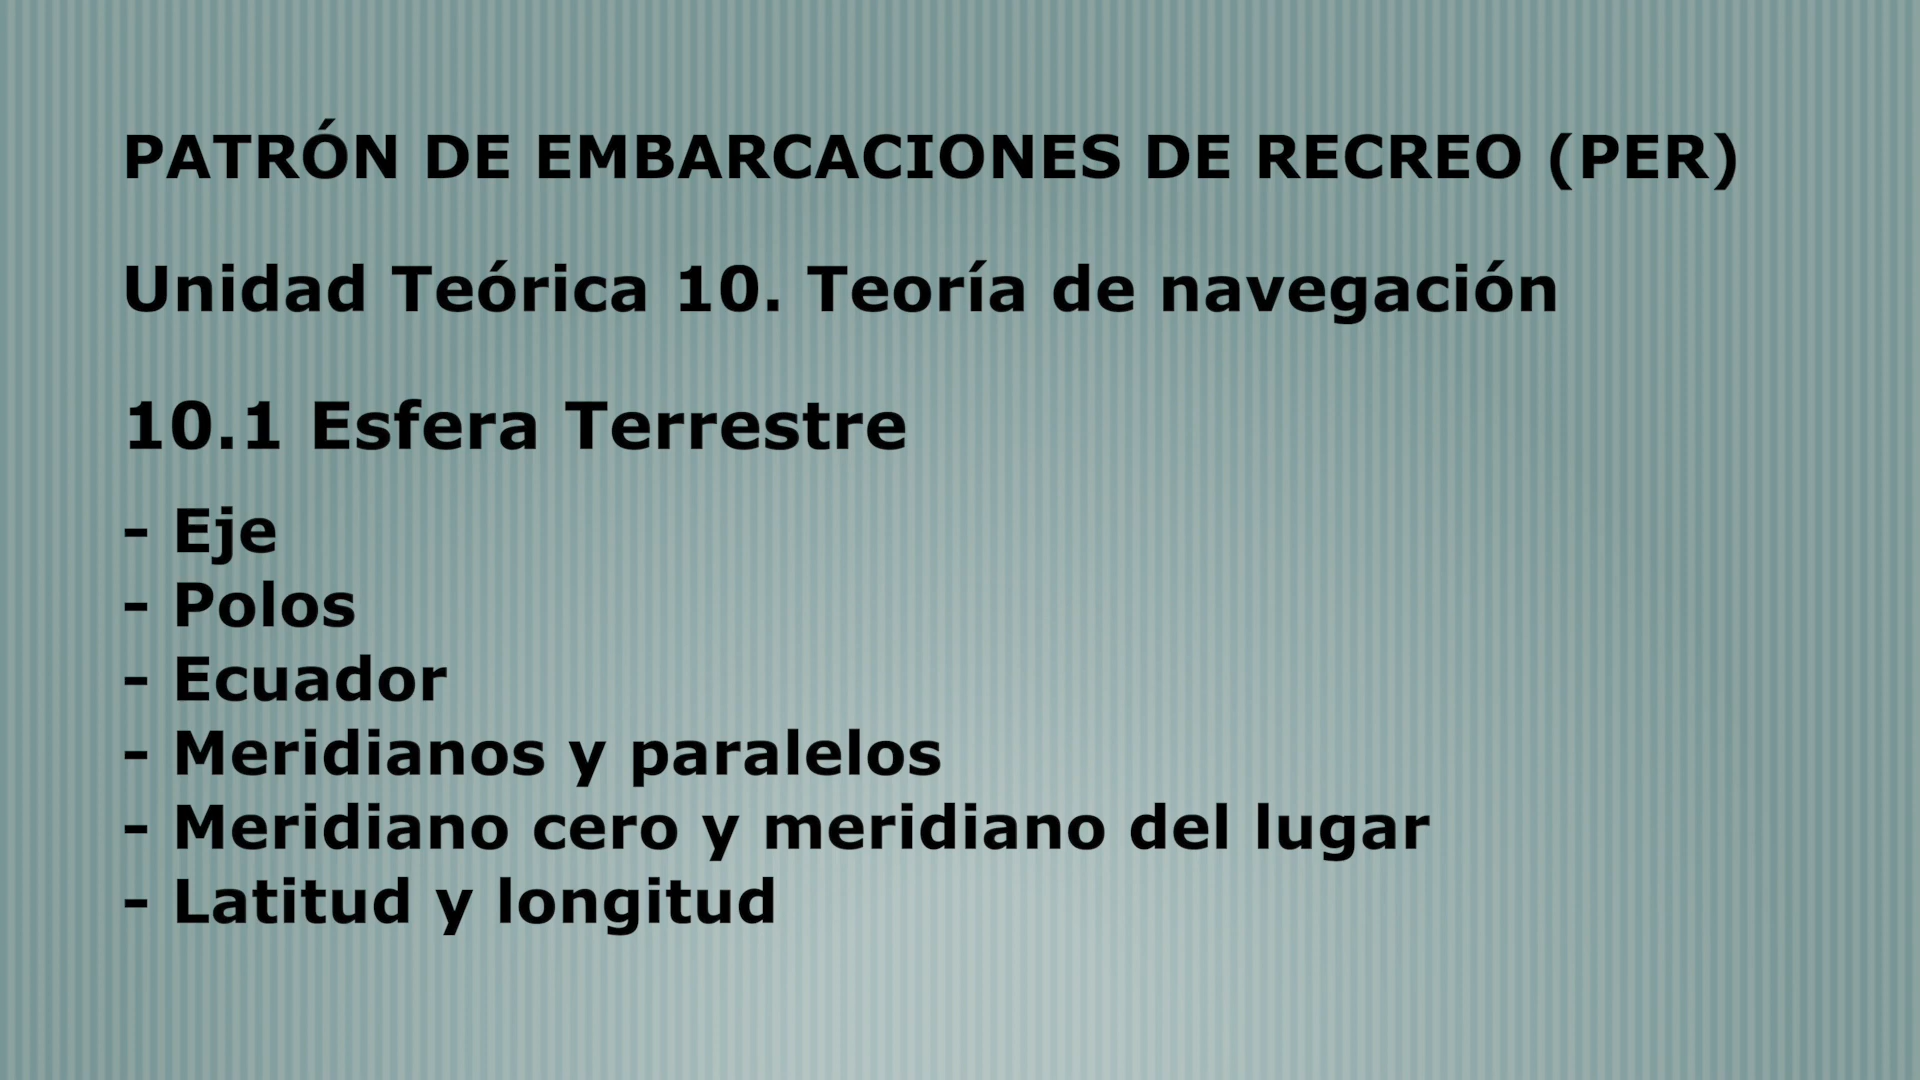 PATRÓN DE EMBARCACIONES DE RECREO (PER)
Unidad Teórica 10. Teoría de navegación
10.1 Esfera Terrestre
- Eje
- Polos
- Ecuador
- Meridianos y paralelos
- Meridiano cero y meridiano del lugar
- Latitud y longitud